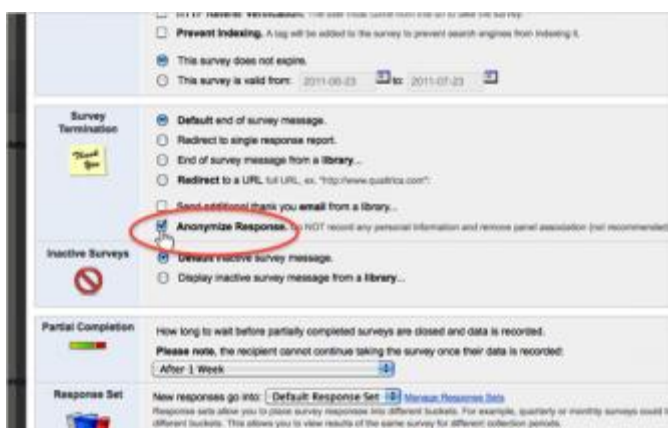 Prevent Indexing. A tag will be added to the survey to prevent search engines from indexing it.
This survey does not expire.
This survey is valid from: 2011-06-23 to: 2011-07-23
Survey Termination
Thank You
Default end of survey message.
Redirect to single response report.
End of survey message from a library...
Redirect to a URL full URL, ex. "http://www.qualtrics.com":
Send additional thank you email from a library...
Anonymize Response. Do NOT record any personal information and remove panel association (not recommended)
Inactive Surveys
Default inactive survey message.
Display inactive survey message from a library...
Partial Completion
How long to wait before partially completed surveys are closed and data is recorded.
Please note, the recipient cannot continue taking the survey once their data is recorded:
After 1 Week
Response Set
New responses go into: Default Response Set Manage Response Sets
Response sets allow you to place survey responses into different buckets. For example, quarterly or monthly surveys could
different buckets. This allows you to view results of the same survey for different collection periods.